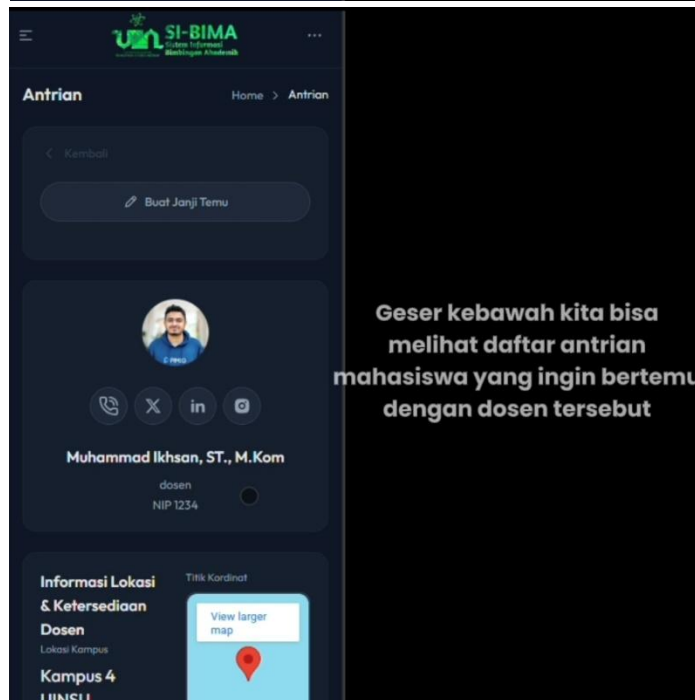 SI-BIMA
Sistem Informasi
Bimbingan Akademik
Antrian
Home > Antrian
Kembali
Buat Janji Temu
Muhammad Ikhsan, ST., M.Kom
dosen
NIP 1234
Informasi Lokasi
& Ketersediaan
Dosen
Lokasi Kampus
Kampus 4
UINSU
Titik Kordinat
View larger
map
Geser kebawah kita bisa
melihat daftar antrian
mahasiswa yang ingin bertemu
dengan dosen tersebut